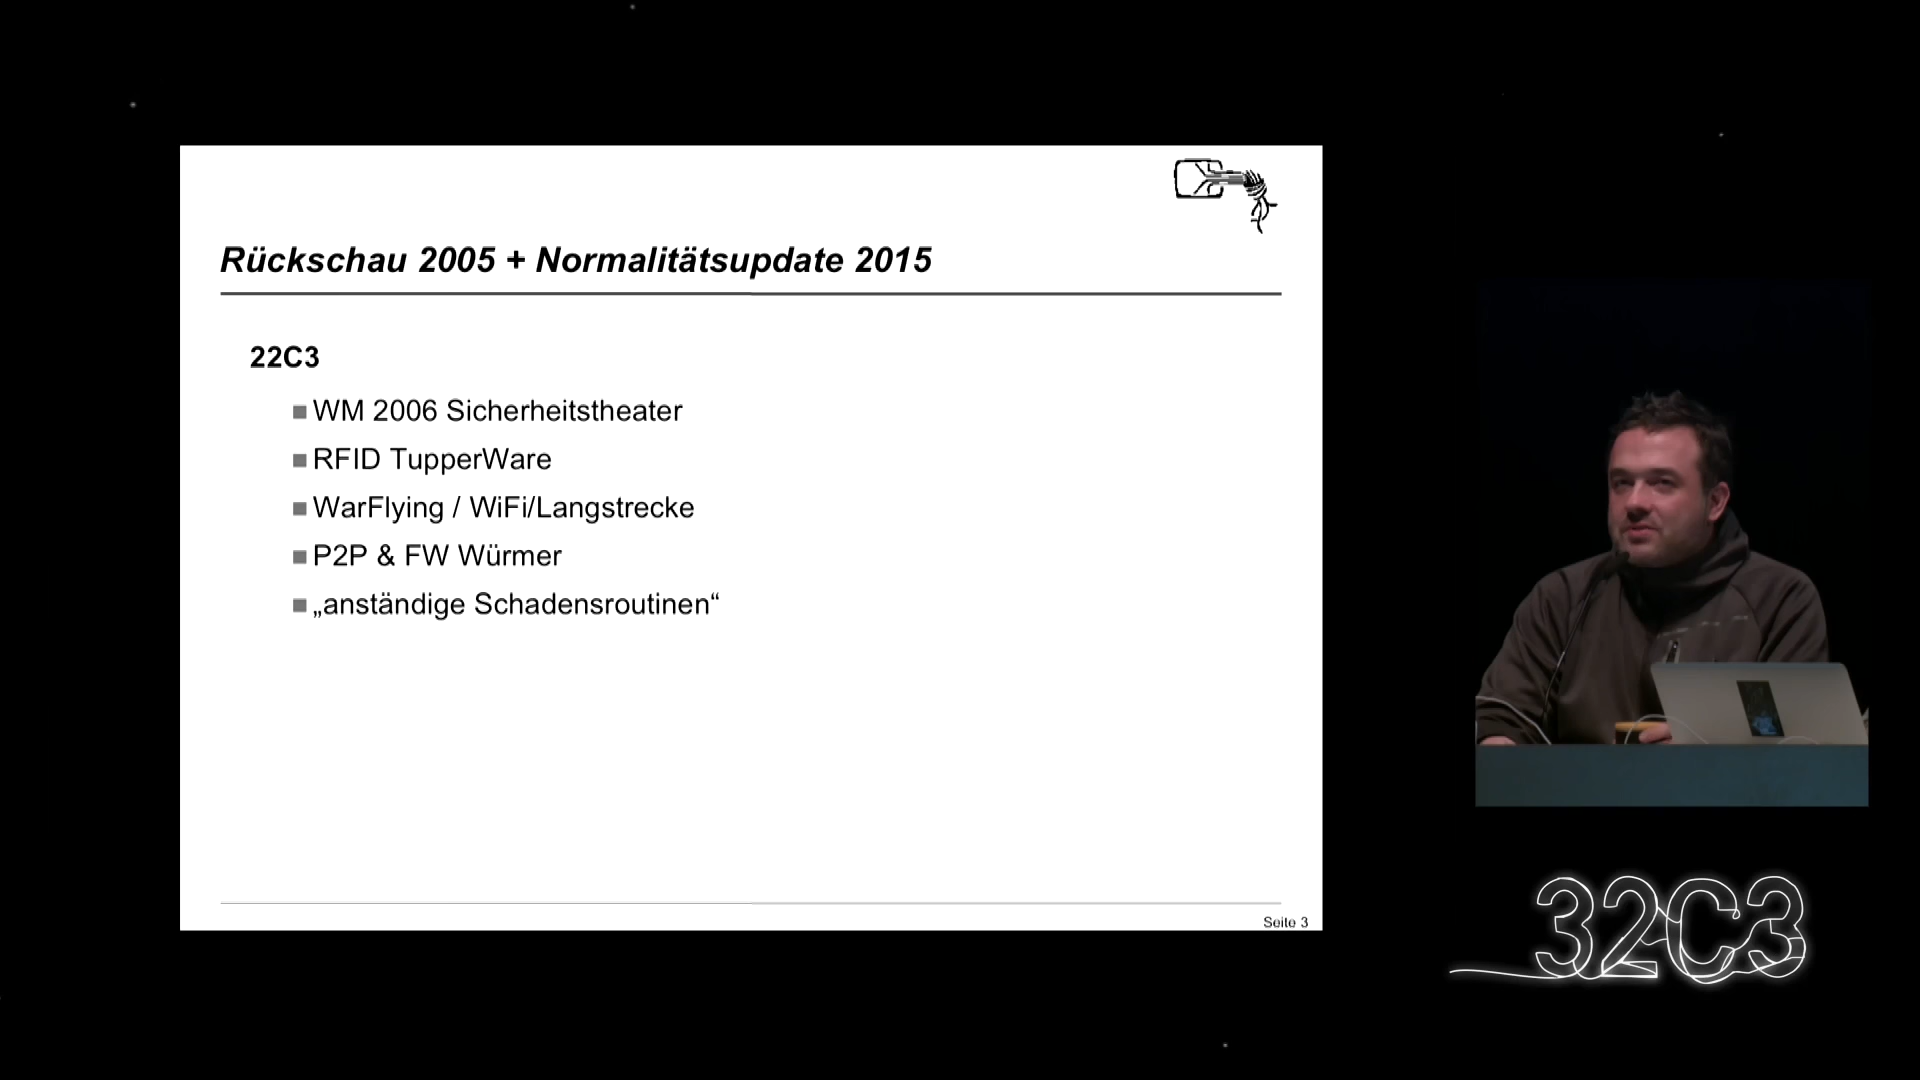 Rückschau 2005 + Normalitätsupdate 2015
22C3
WM 2006 Sicherheitstheater
RFID TupperWare
WarFlying / WiFi/Langstrecke
P2P & FW Würmer
„anständige Schadensroutinen“
Seite 3
32C3